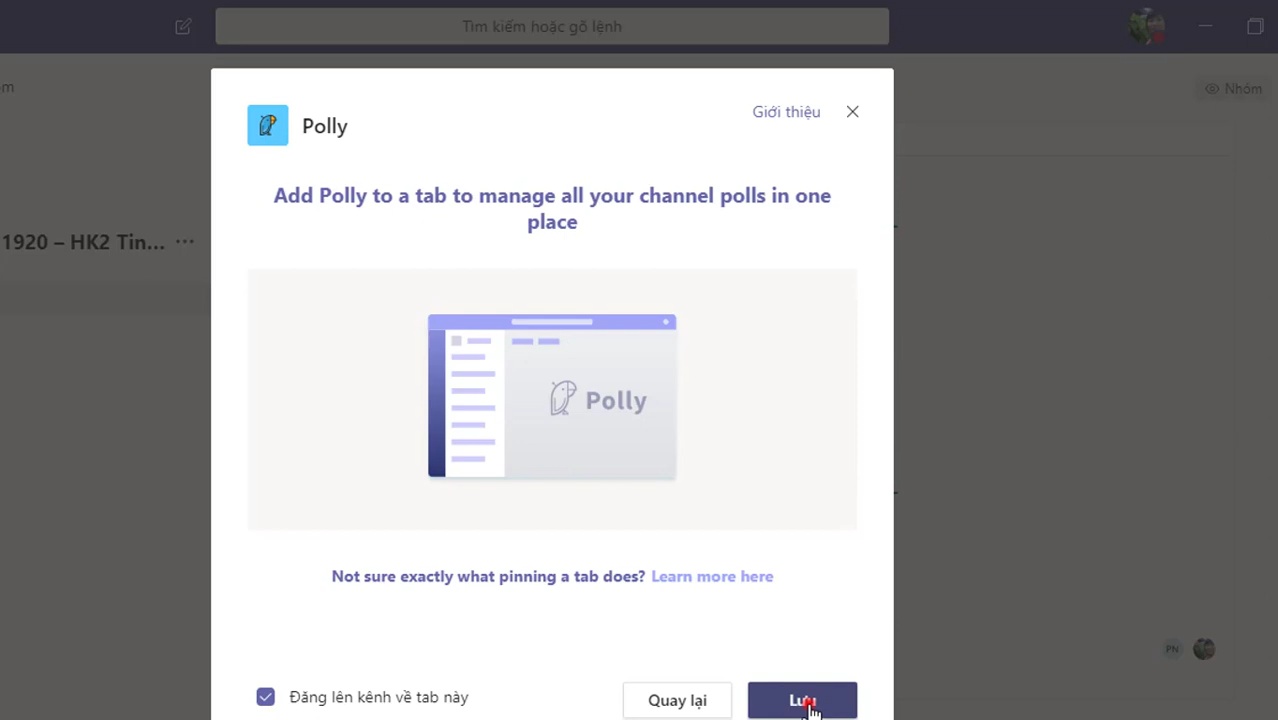 Tìm kiếm hoặc gõ lệnh
Nhóm
Giới thiệu
Polly
Add Polly to a tab to manage all your channel polls in one
place
1920 – HK2 Tin...
Polly
Not sure exactly what pinning a tab does? Learn more here
PN
Đăng lên kênh về tab này
Quay lại
Lưu